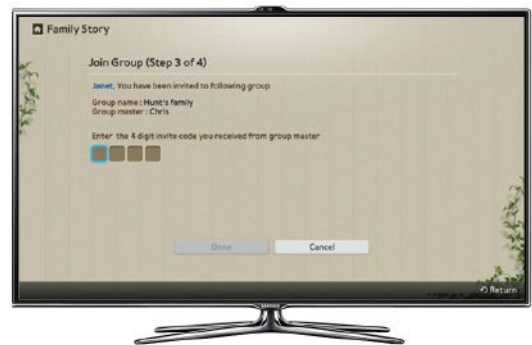 Family Story
Join Group (Step 3 of 4)
Janet, You have been invited to following group
Group name : Hunt's family
Group master : Chris
Enter the 4 digit invite code you received from group master
Done
Cancel
Return